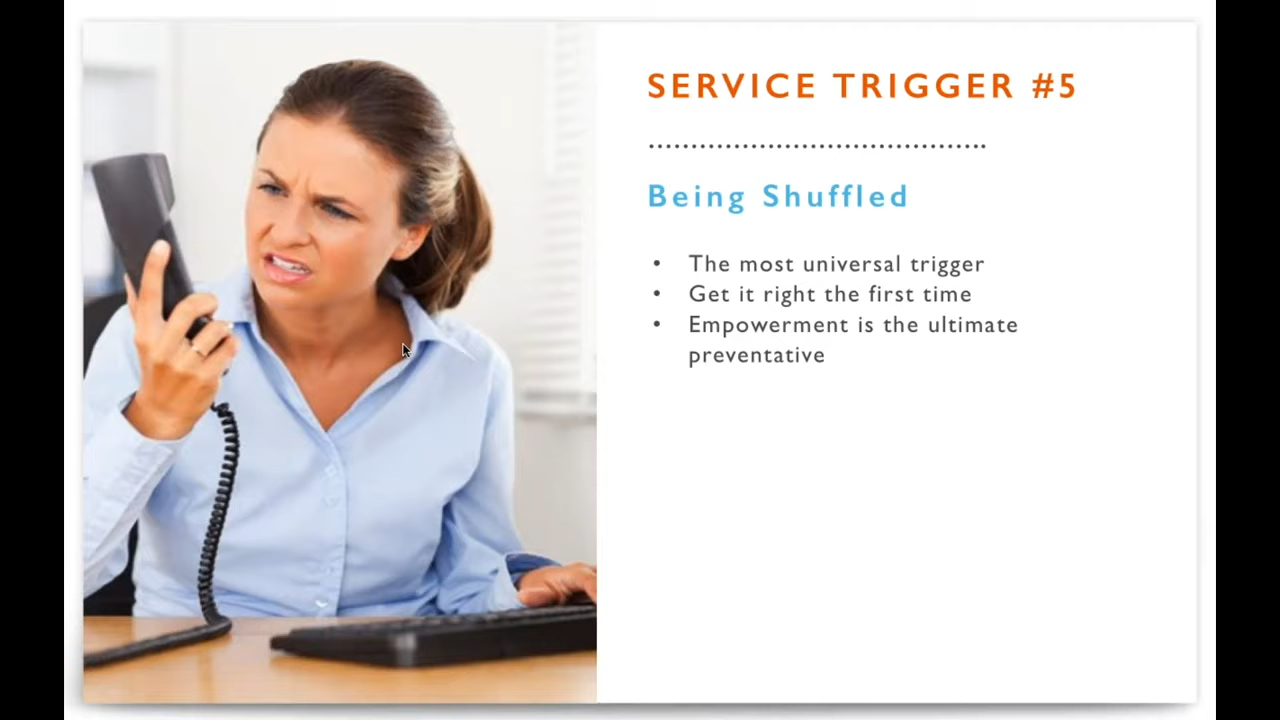 SERVICE TRIGGER #5
Being Shuffled
• The most universal trigger
• Get it right the first time
• Empowerment is the ultimate
preventative